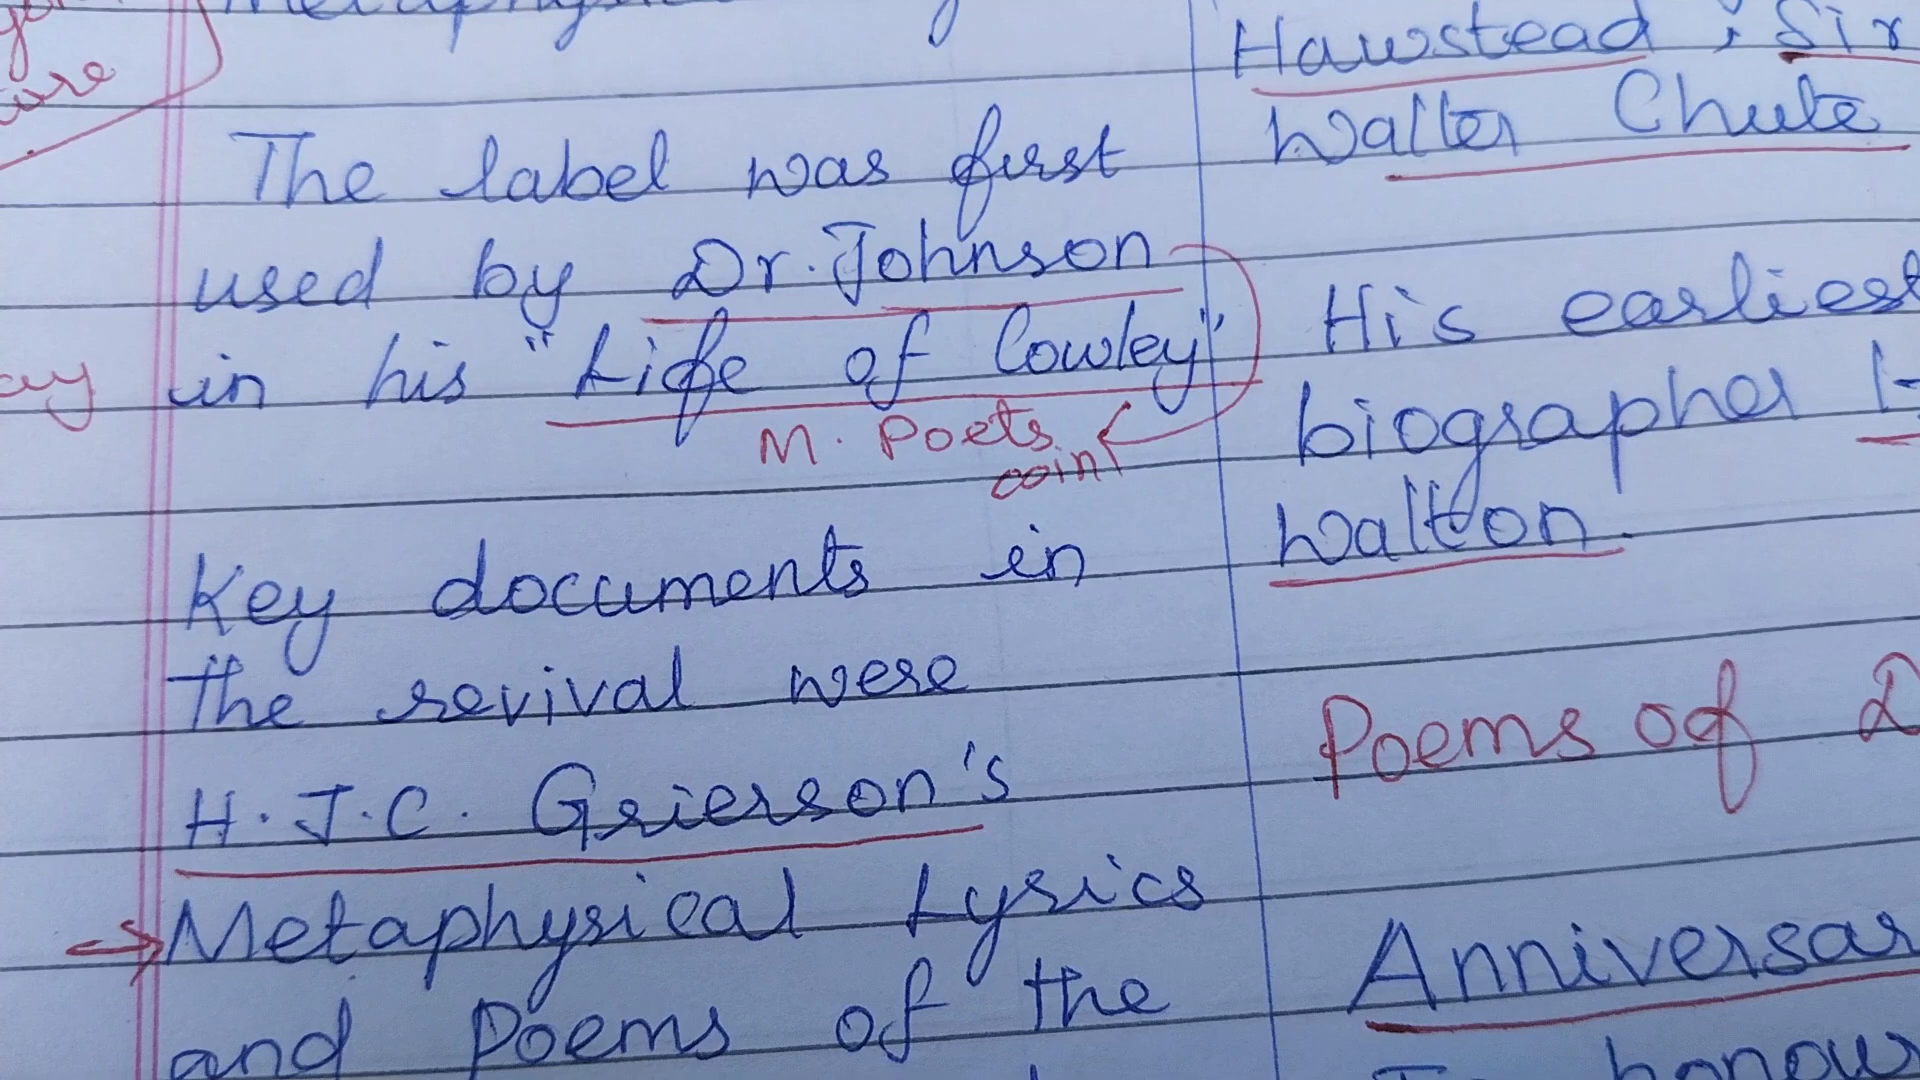 The label was first
used by Dr. Johnson
in his "Life of Cowley"
M. Poets
coin
Key documents in
the revival were
H.J.C. Grierson's
→ Metaphysical Lyrics
and Poems of the
Hawstead ; Sir
Walter Chute
His earliest
biographer I
Walton.
Poems of D
Anniversar
honour